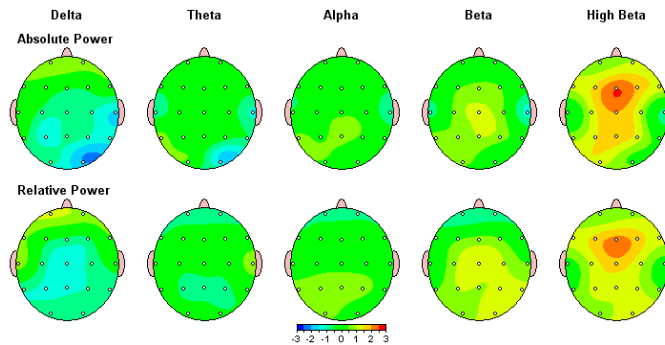 Delta Theta Alpha Beta High Beta
Absolute Power
Relative Power
-3 -2 -1 0 1 2 3